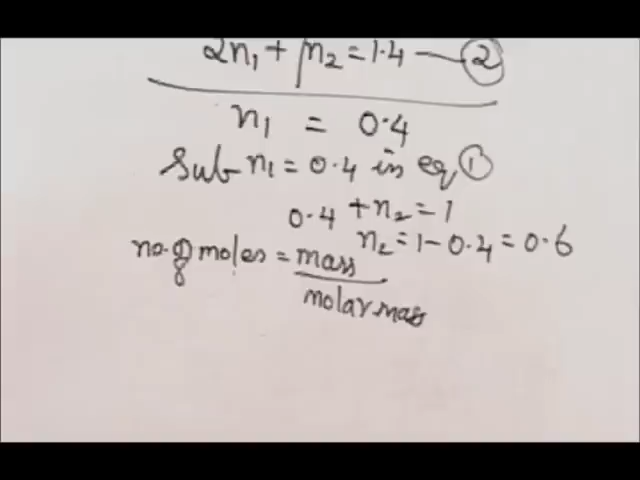 2n₁ + n₂ = 1.4 — ②
n₁ = 0.4
Sub n₁ = 0.4 in eq ①
0.4 + n₂ = 1
n₂ = 1 - 0.4 = 0.6
no. of moles = mass / molar mass